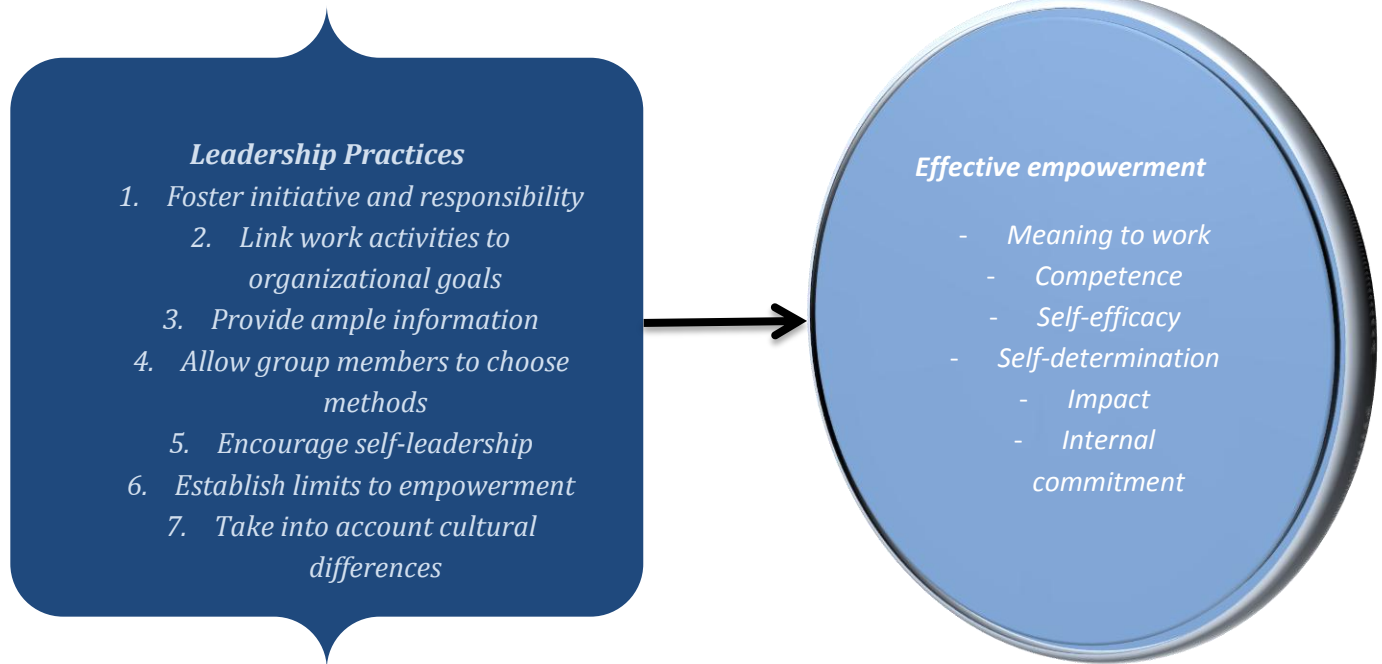 Leadership Practices
1. Foster initiative and responsibility
2. Link work activities to
organizational goals
3. Provide ample information
4. Allow group members to choose
methods
5. Encourage self-leadership
6. Establish limits to empowerment
7. Take into account cultural
differences
Effective empowerment
- Meaning to work
- Competence
- Self-efficacy
- Self-determination
- Impact
- Internal
commitment